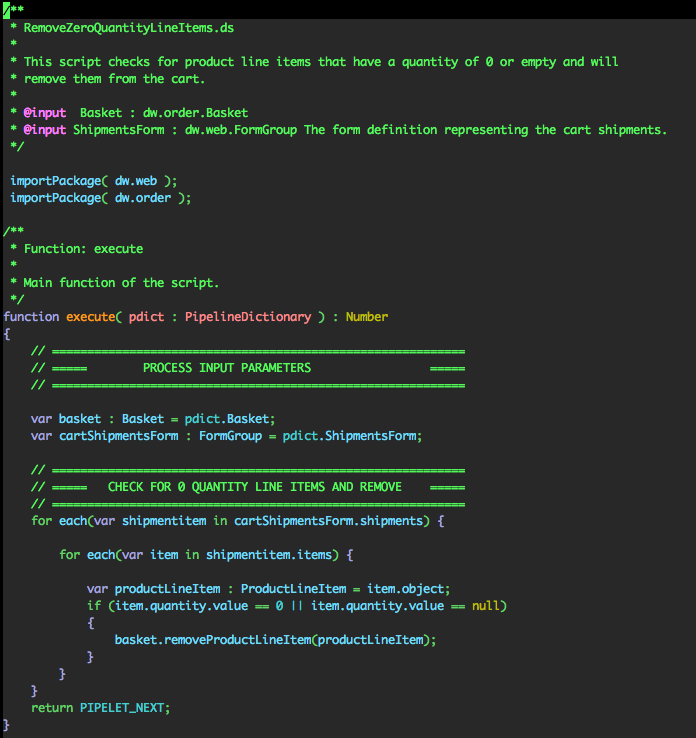 /**
 * RemoveZeroQuantityLineItems.ds
 *
 * This script checks for product line items that have a quantity of 0 or empty and will
 * remove them from the cart.
 *
 * @input  Basket : dw.order.Basket
 * @input ShipmentsForm : dw.web.FormGroup The form definition representing the cart shipments.
 */

 importPackage( dw.web );
 importPackage( dw.order );

/**
 * Function: execute
 *
 * Main function of the script.
 */
function execute( pdict : PipelineDictionary ) : Number
{
    // ===========================================================
    // =====        PROCESS INPUT PARAMETERS                 =====
    // ===========================================================

    var basket : Basket = pdict.Basket;
    var cartShipmentsForm : FormGroup = pdict.ShipmentsForm;

    // ===========================================================
    // =====   CHECK FOR 0 QUANTITY LINE ITEMS AND REMOVE    =====
    // ===========================================================
    for each(var shipmentitem in cartShipmentsForm.shipments) {

        for each(var item in shipmentitem.items) {

            var productLineItem : ProductLineItem = item.object;
            if (item.quantity.value == 0 || item.quantity.value == null)
            {
                basket.removeProductLineItem(productLineItem);
            }
        }
    }
    return PIPELET_NEXT;
}